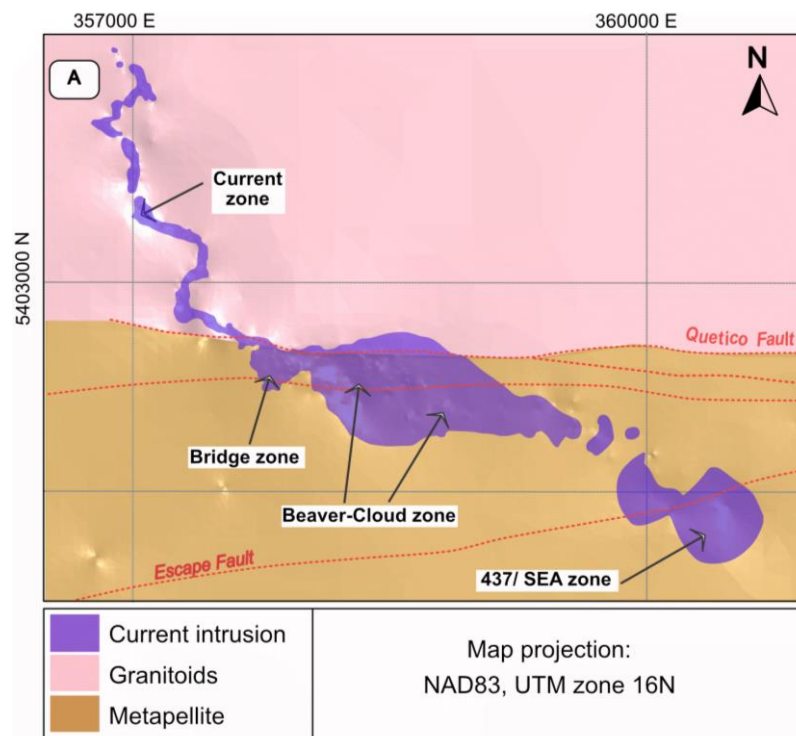 357000 E
360000 E
A
N
Current
zone
5403000 N
Quetico Fault
Bridge zone
Beaver-Cloud zone
Escape Fault
437/ SEA zone
Current intrusion
Granitoids
Metapellite
Map projection:
NAD83, UTM zone 16N